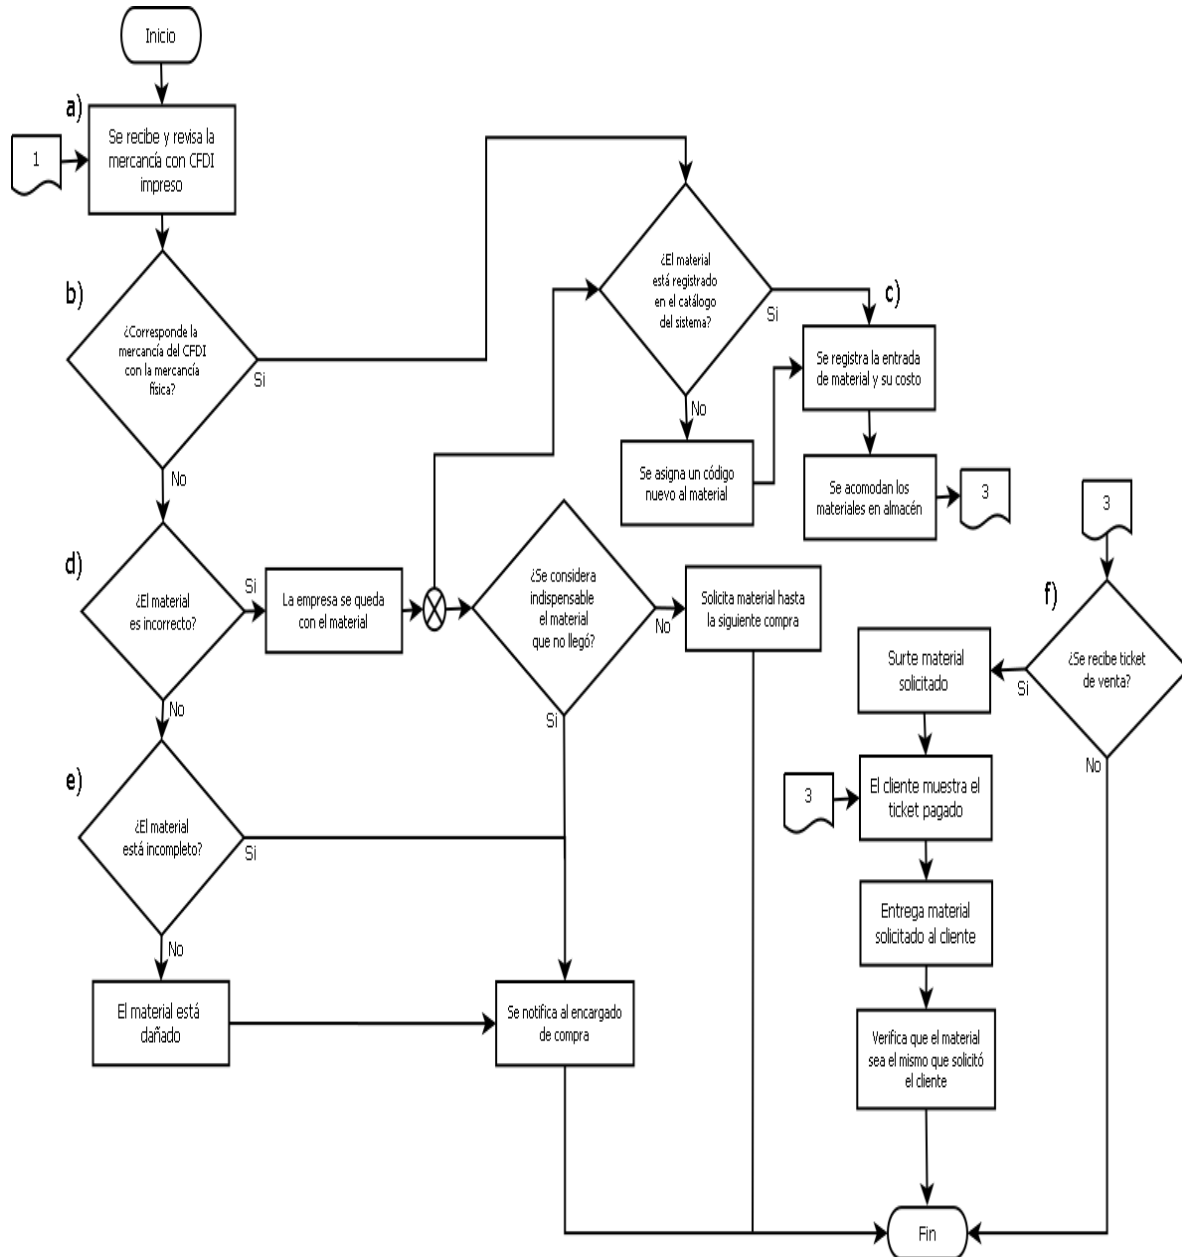 Inicio
a)
Se recibe y revisa la
mercancía con CFDI
impreso
1
b)
¿Corresponde la
mercancía del CFDI
con la mercancía
física?
Si
No
¿El material
está registrado
en el catálogo
del sistema?
Si
No
c)
Se registra la entrada
de material y su costo
Se asigna un código
nuevo al material
Se acomodan los
materiales en almacén
3
d)
¿El material
es incorrecto?
Si
No
La empresa se queda
con el material
¿Se considera
indispensable
el material
que no llegó?
No
Si
Solicita material hasta
la siguiente compra
e)
¿El material
está incompleto?
Si
No
El material está
dañado
Se notifica al encargado
de compra
3
f)
¿Se recibe ticket
de venta?
Si
No
Surte material
solicitado
3
El cliente muestra el
ticket pagado
Entrega material
solicitado al cliente
Verifica que el material
sea el mismo que solicitó
el cliente
Fin